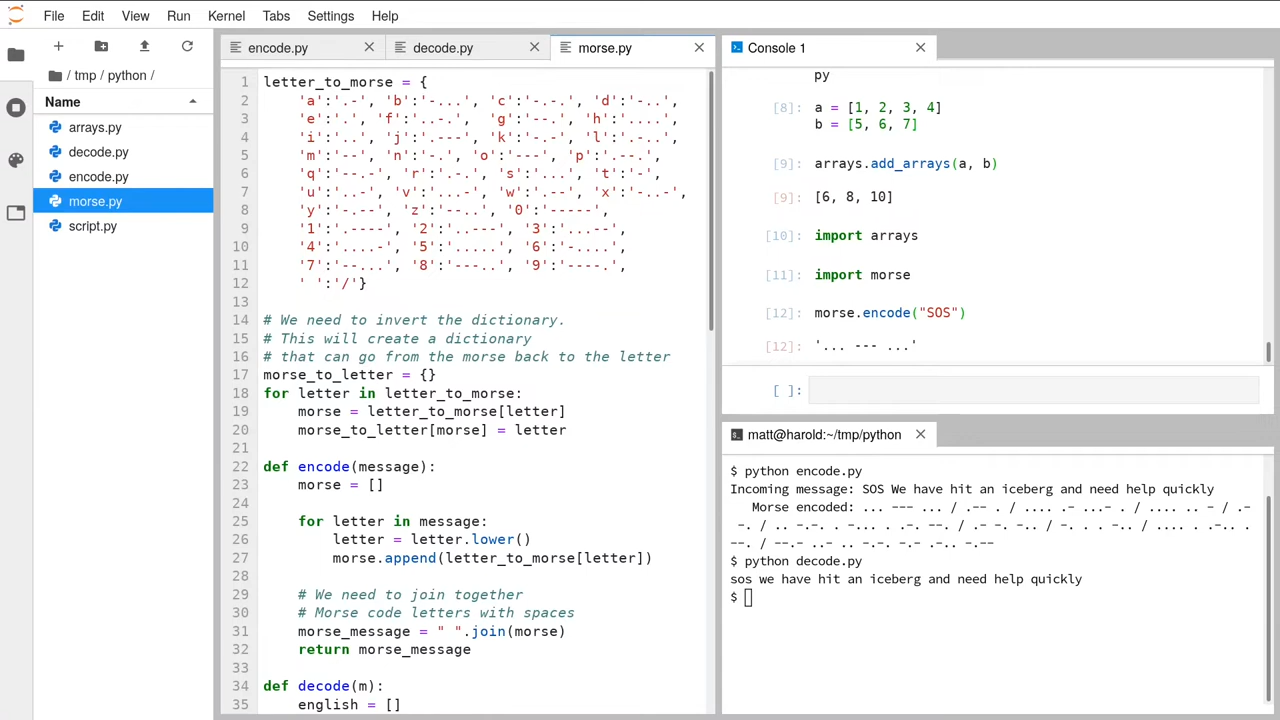 File Edit View Run Kernel Tabs Settings Help
/ tmp / python /
Name
arrays.py
decode.py
encode.py
morse.py
script.py
encode.py decode.py morse.py
1 letter_to_morse = {
2 'a':'.-', 'b':'-...', 'c':'-.-.', 'd':'-..',
3 'e':'.', 'f':'..-.', 'g':'--.', 'h':'....',
4 'i':'..', 'j':'.---', 'k':'-.-', 'l':'.-..',
5 'm':'--', 'n':'-.', 'o':'---', 'p':'.--.',
6 'q':'--.-', 'r':'.-.', 's':'...', 't':'-',
7 'u':'..-', 'v':'...-', 'w':'.--', 'x':'-..-',
8 'y':'-.--', 'z':'--..', '0':'-----',
9 '1':'.----', '2':'..---', '3':'...--',
10 '4':'....-', '5':'.....', '6':'-....',
11 '7':'--...', '8':'---..', '9':'----.',
12 ' ':'/'}
13
14 # We need to invert the dictionary.
15 # This will create a dictionary
16 # that can go from the morse back to the letter
17 morse_to_letter = {}
18 for letter in letter_to_morse:
19 morse = letter_to_morse[letter]
20 morse_to_letter[morse] = letter
21
22 def encode(message):
23 morse = []
24
25 for letter in message:
26 letter = letter.lower()
27 morse.append(letter_to_morse[letter])
28
29 # We need to join together
30 # Morse code letters with spaces
31 morse_message = " ".join(morse)
32 return morse_message
33
34 def decode(m):
35 english = []
Console 1
py
[8]: a = [1, 2, 3, 4]
b = [5, 6, 7]
[9]: arrays.add_arrays(a, b)
[9]: [6, 8, 10]
[10]: import arrays
[11]: import morse
[12]: morse.encode("SOS")
[12]: '... --- ...'
[ ]:
matt@harold:~/tmp/python
$ python encode.py
Incoming message: SOS We have hit an iceberg and need help quickly
Morse encoded: ... --- ... / .-- . / .... .- ...- . / .... .. - / .-
-. / .. -.-. . -... . .-. --. / .- -. -.. / -. . . -.. / .... . .-.. .
--. / --.- ..- .. -.-. -.- .-.. -.--
$ python decode.py
sos we have hit an iceberg and need help quickly
$